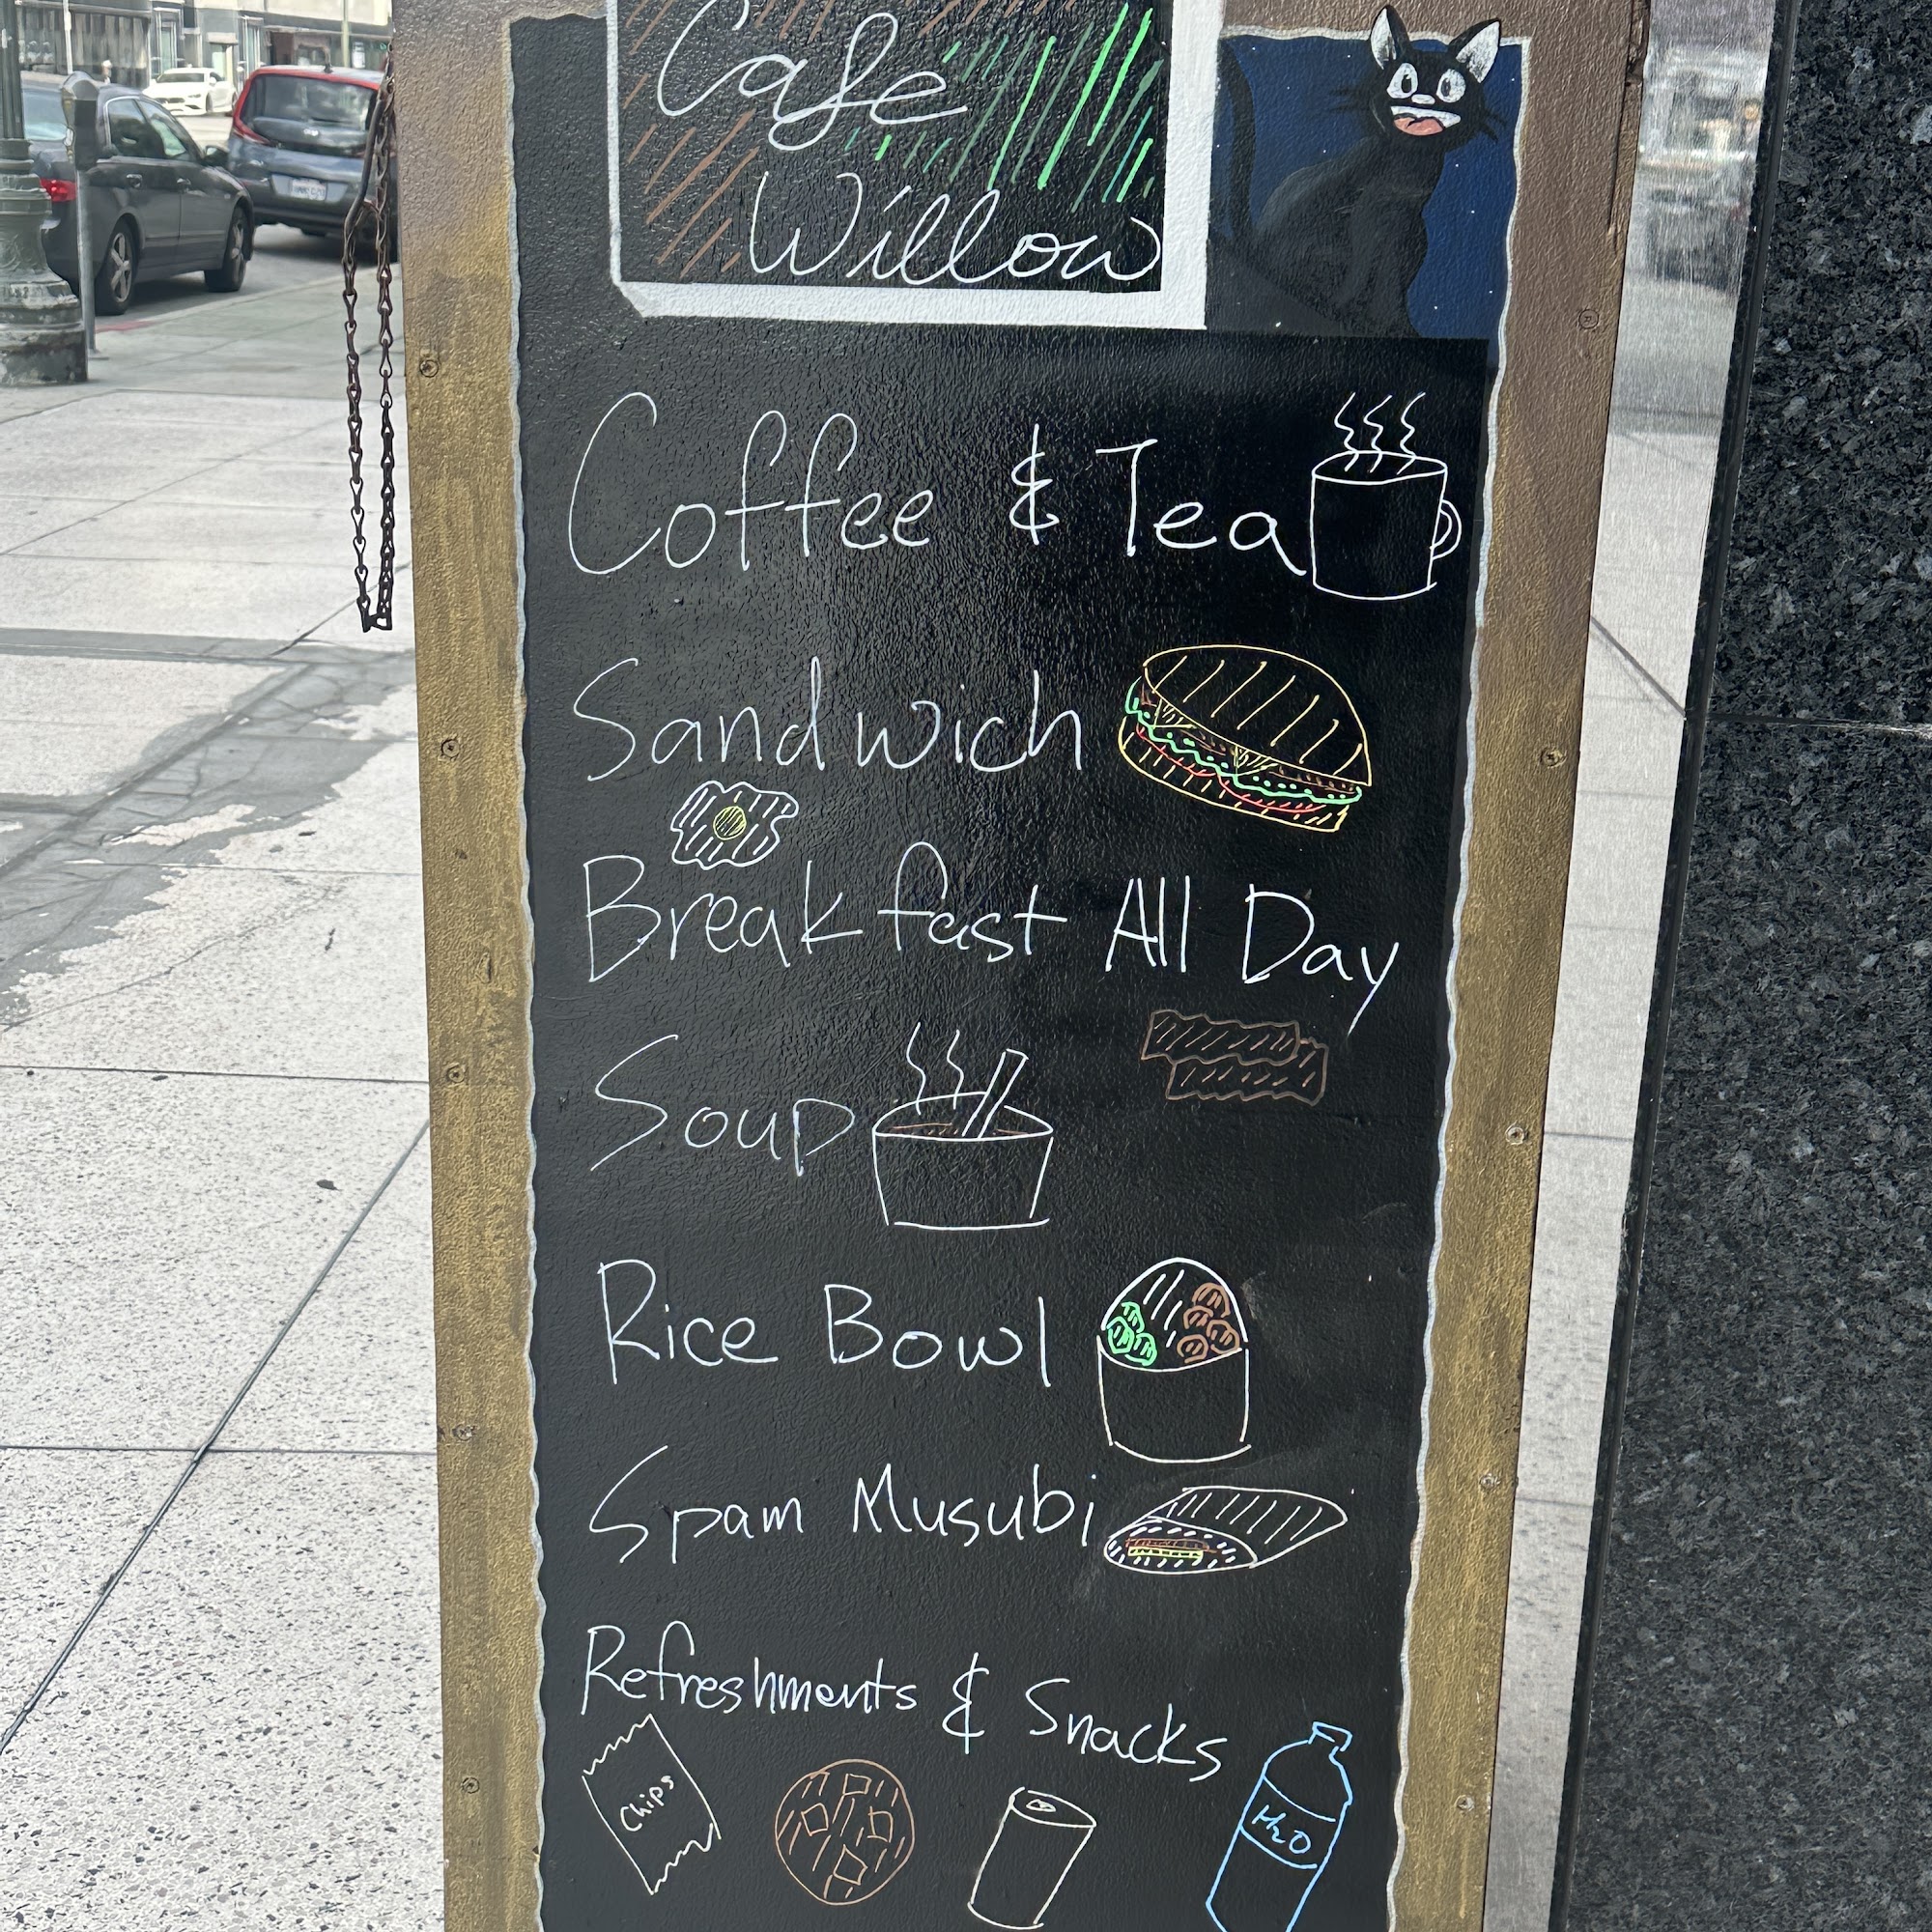 Cafe
Willow
Coffee & Tea
Sandwich
Breakfast All Day
Soup
Rice Bowl
Spam Musubi
Refreshments & Snacks
Chips
H2O